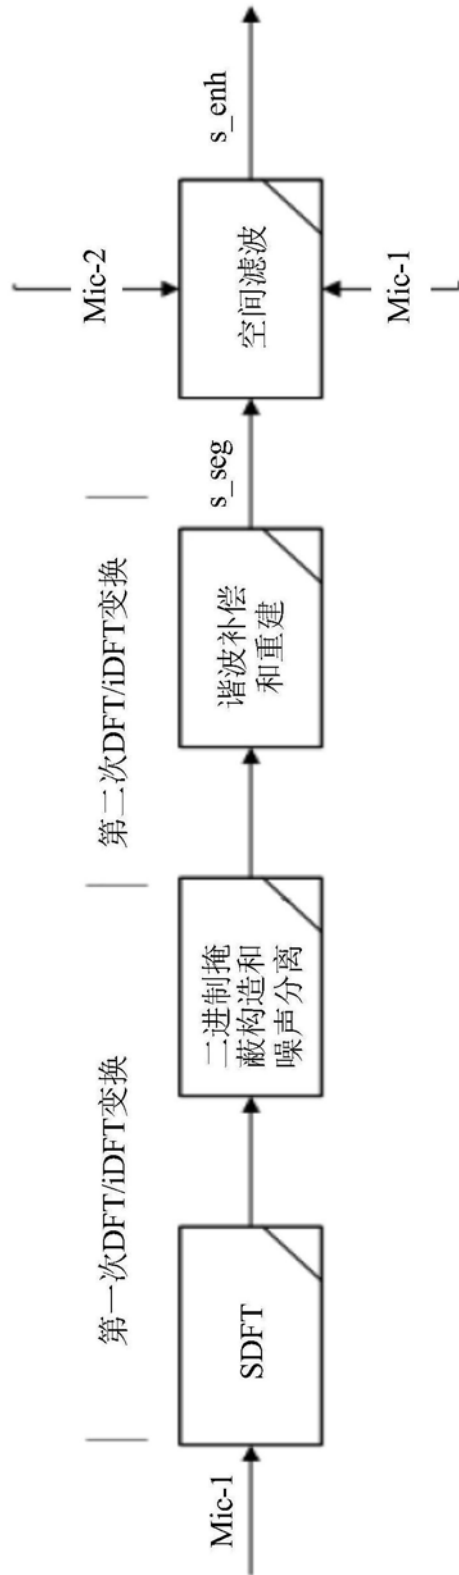 第一次DFT/iDFT变换
第二次DFT/iDFT变换
Mic-1
SDFT
二进制掩
蔽构造和
噪声分离
谐波补偿
和重建
s_seg
Mic-2
空间滤波
Mic-1
s_enh